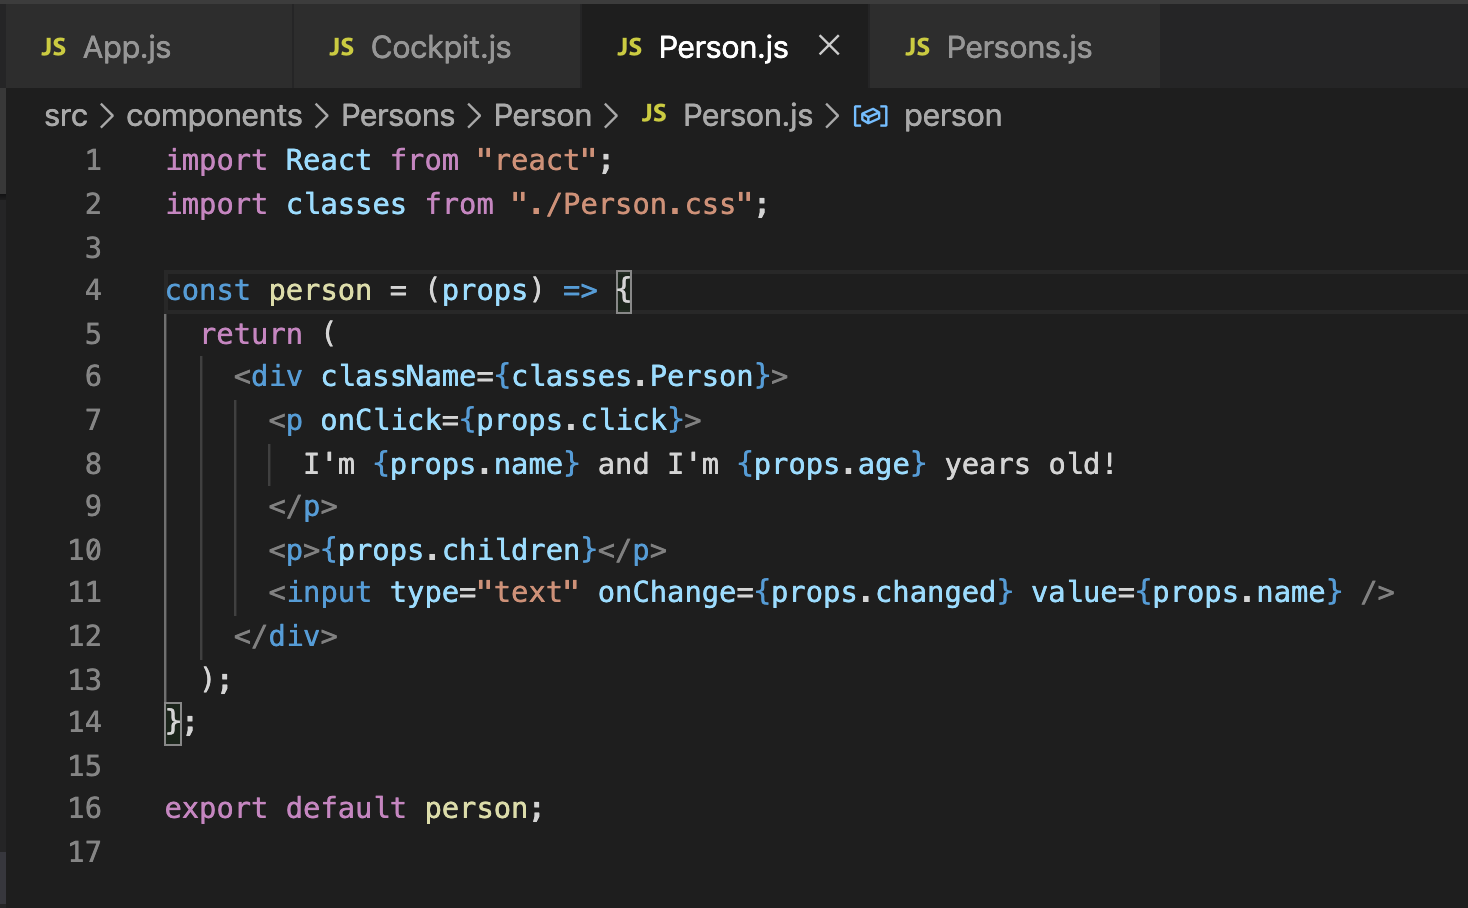 JS App.js JS Cockpit.js JS Person.js × JS Persons.js
src > components > Persons > Person > JS Person.js > person
1 import React from "react";
2 import classes from "./Person.css";
3
4 const person = (props) => {
5 return (
6 <div className={classes.Person}>
7 <p onClick={props.click}>
8 I'm {props.name} and I'm {props.age} years old!
9 </p>
10 <p>{props.children}</p>
11 <input type="text" onChange={props.changed} value={props.name} />
12 </div>
13 );
14 };
15
16 export default person;
17